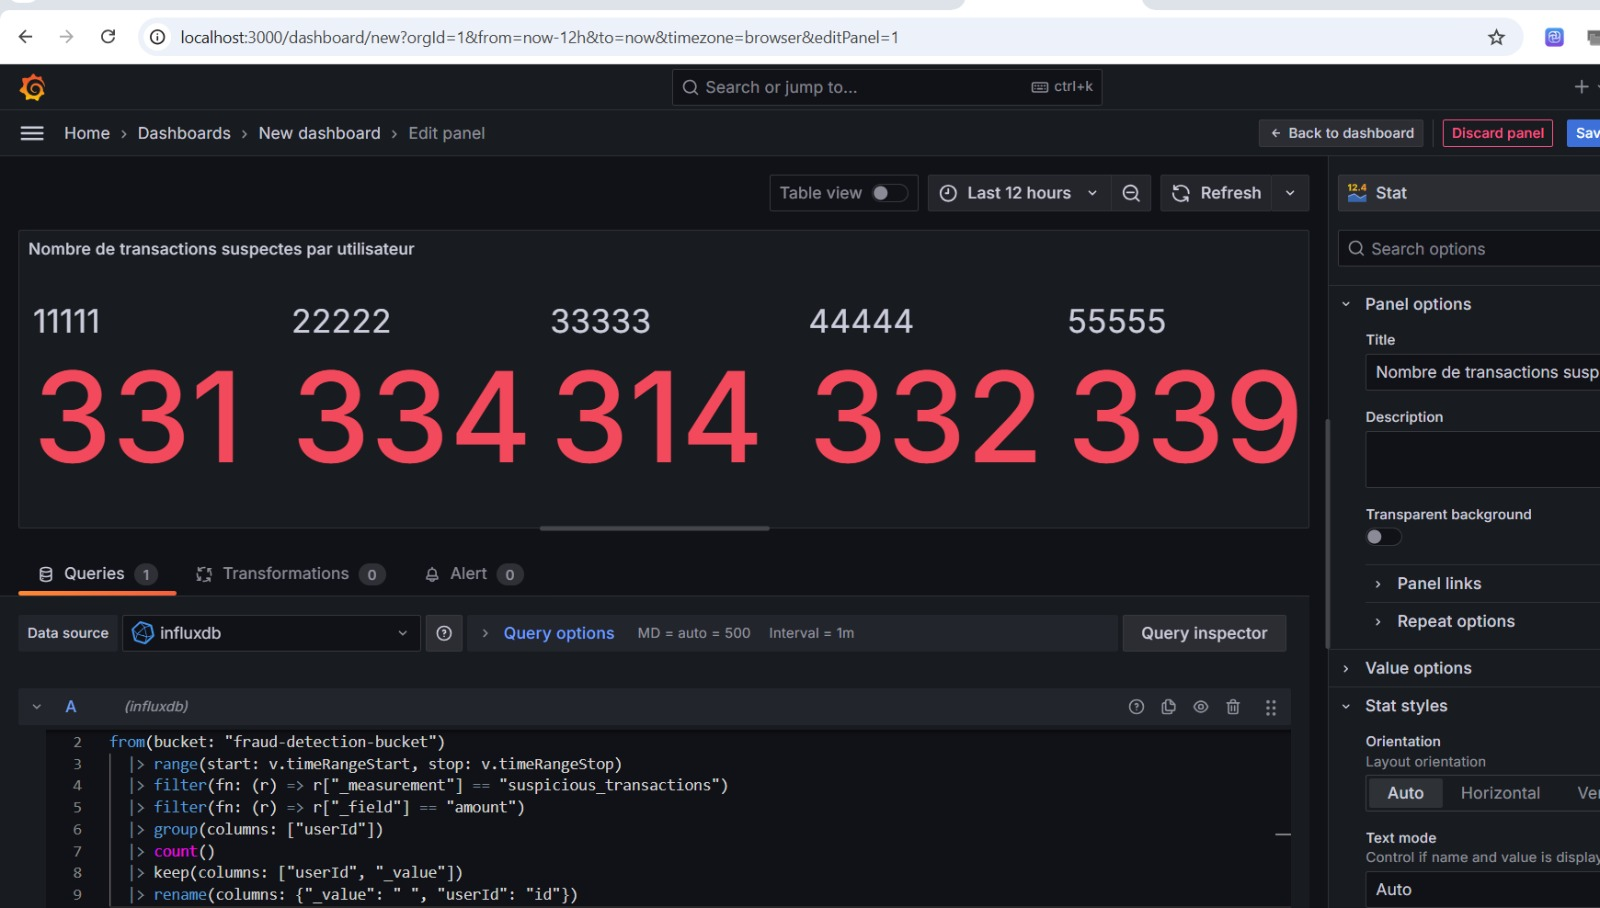 localhost:3000/dashboard/new?orgId=1&from=now-12h&to=now&timezone=browser&editPanel=1
Search or jump to...
ctrl+k
Home › Dashboards › New dashboard › Edit panel
Back to dashboard
Discard panel
Sav
Table view
Last 12 hours
Refresh
12.4
Stat
Nombre de transactions suspectes par utilisateur
Search options
11111 22222 33333 44444 55555
331 334 314 332 339
Panel options
Title
Nombre de transactions susp
Description
Transparent background
Panel links
Repeat options
Value options
Stat styles
Orientation
Layout orientation
Auto Horizontal Ver
Text mode
Control if name and value is display
Auto
Queries 1
Transformations 0
Alert 0
Data source
influxdb
Query options
MD = auto = 500
Interval = 1m
Query inspector
A (influxdb)
2 from(bucket: "fraud-detection-bucket")
3 |> range(start: v.timeRangeStart, stop: v.timeRangeStop)
4 |> filter(fn: (r) => r["_measurement"] == "suspicious_transactions")
5 |> filter(fn: (r) => r["_field"] == "amount")
6 |> group(columns: ["userId"])
7 |> count()
8 |> keep(columns: ["userId", "_value"])
9 |> rename(columns: {"_value": " ", "userId": "id"})